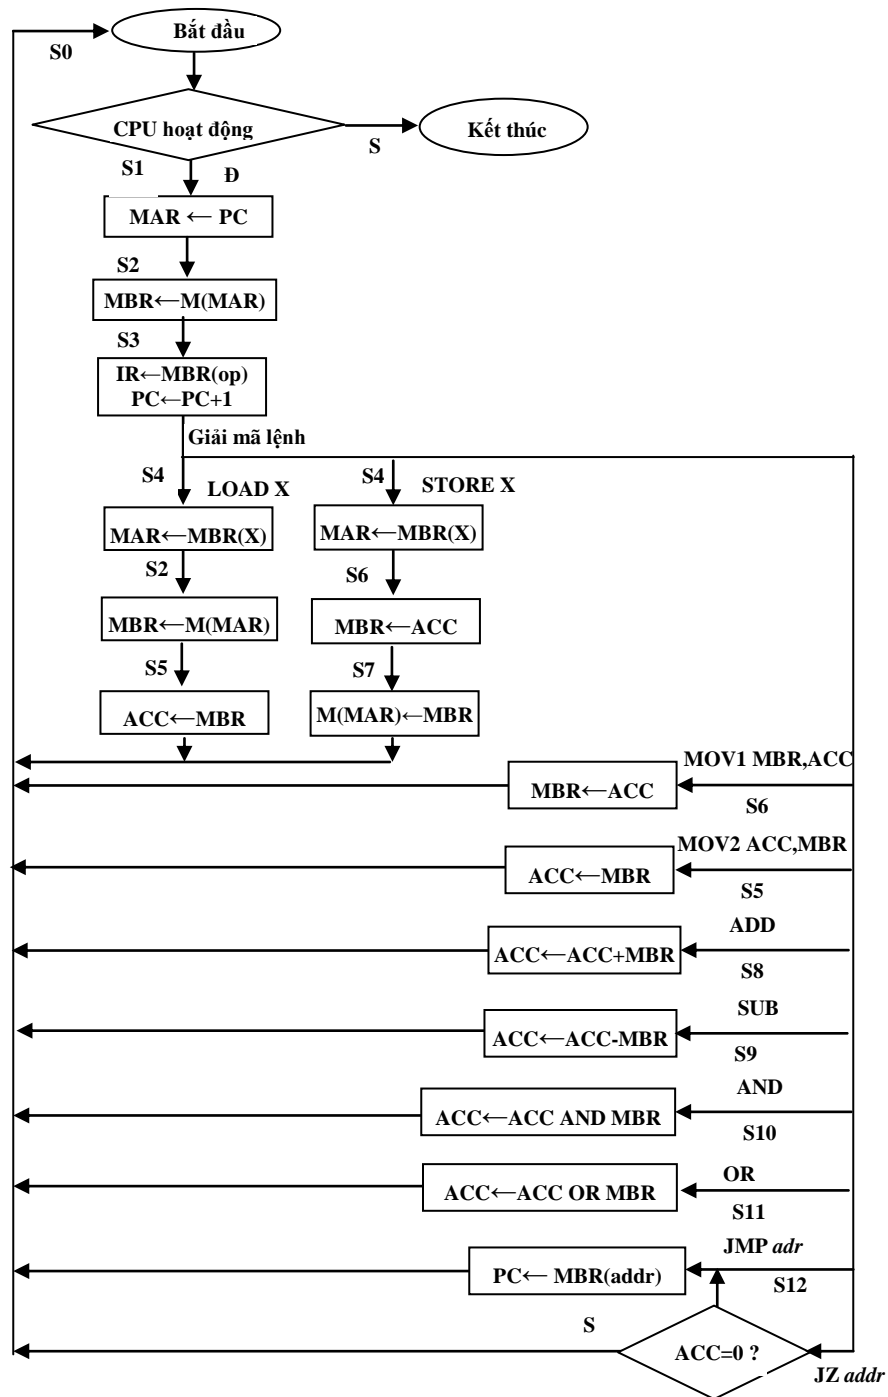 Bắt đầu
S0
CPU hoạt động
S
Kết thúc
S1
Đ
MAR ← PC
S2
MBR←M(MAR)
S3
IR←MBR(op)
PC←PC+1
Giải mã lệnh
S4
LOAD X
S4
STORE X
MAR←MBR(X)
MAR←MBR(X)
S2
S6
MBR←M(MAR)
MBR←ACC
S5
S7
ACC←MBR
M(MAR)←MBR
MOV1 MBR,ACC
MBR←ACC
S6
MOV2 ACC,MBR
ACC←MBR
S5
ADD
ACC←ACC+MBR
S8
SUB
ACC←ACC-MBR
S9
AND
ACC←ACC AND MBR
S10
OR
ACC←ACC OR MBR
S11
JMP adr
PC← MBR(addr)
S12
S
ACC=0 ?
JZ addr